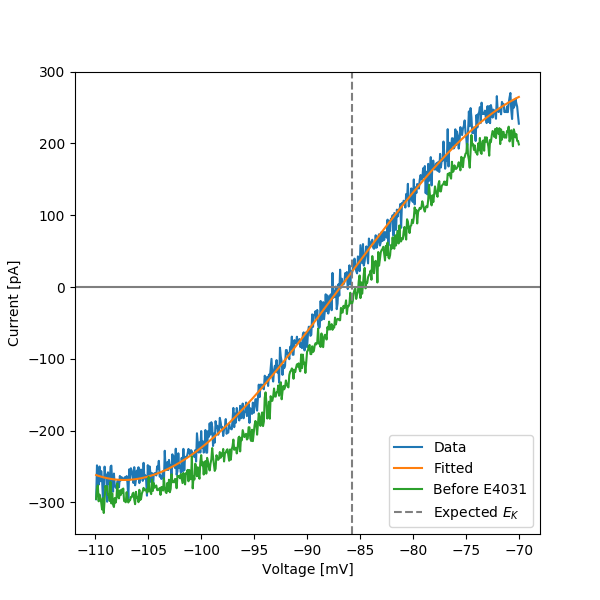 300
200
100
0
−100
−200
−300
Current [pA]
Data
Fitted
Before E4031
Expected E_K
−110 −105 −100 −95 −90 −85 −80 −75 −70
Voltage [mV]